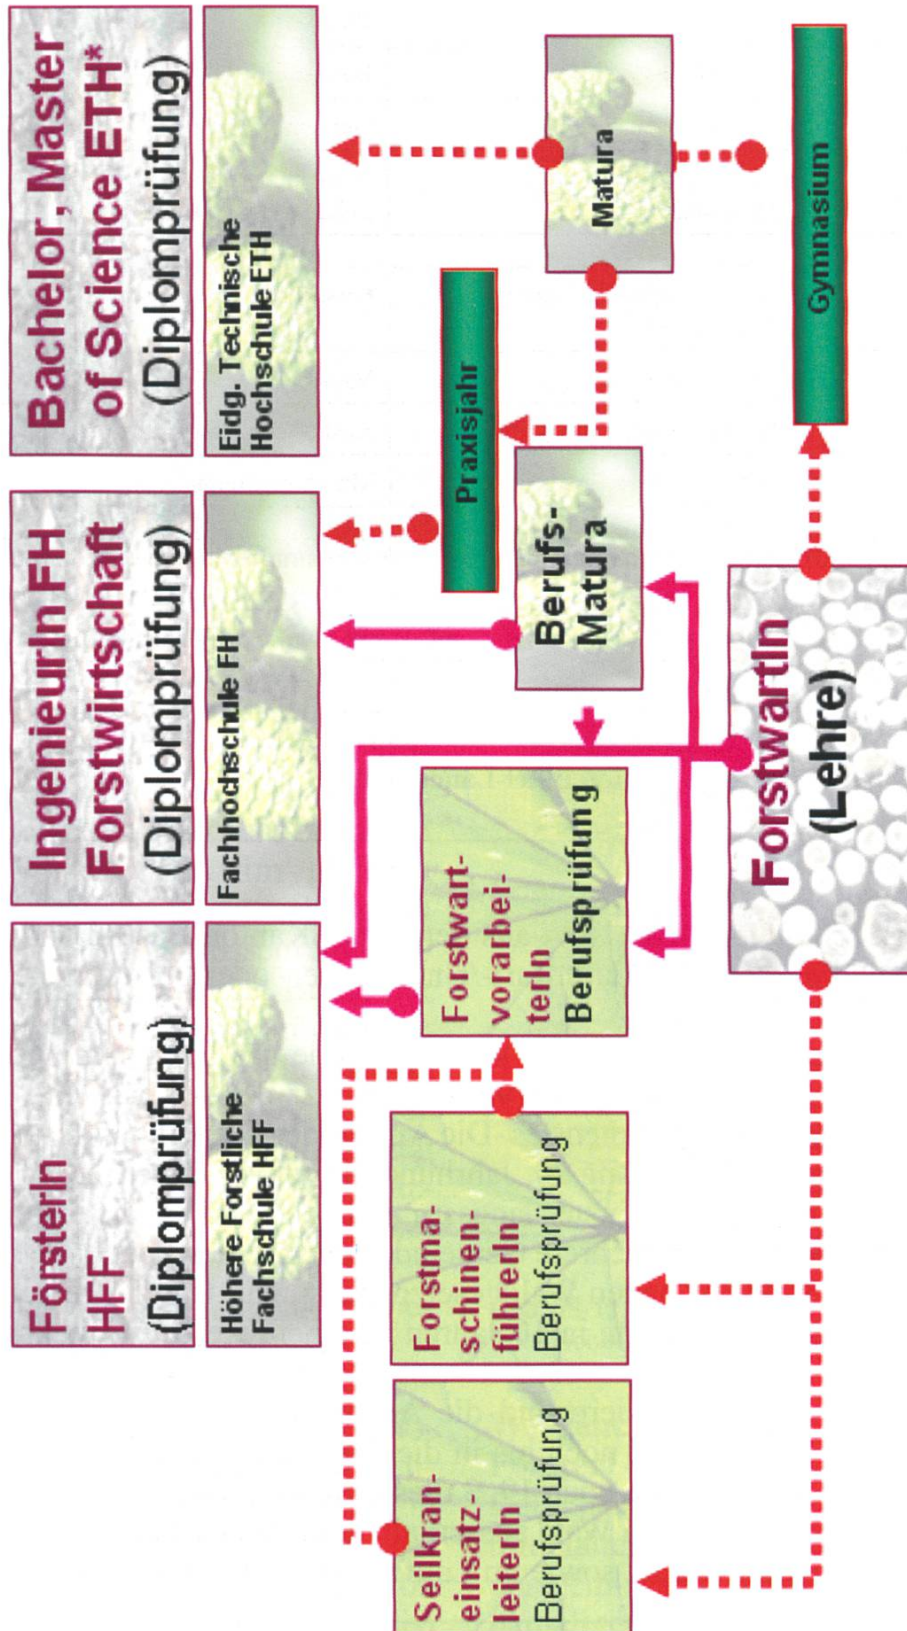 FörsterIn
HFF
(Diplomprüfung)
Höhere Forstliche
Fachschule HFF
IngenieurIn FH
Forstwirtschaft
(Diplomprüfung)
Fachhochschule FH
Bachelor, Master
of Science ETH*
(Diplomprüfung)
Eidg. Technische
Hochschule ETH
Seilkran-
einsatz-
leiterIn
Berufsprüfung
Forstma-
schinen-
führerIn
Berufsprüfung
Forstwart-
vorarbei-
terIn
Berufsprüfung
Berufs-
Matura
Praxisjahr
Matura
ForstwartIn
(Lehre)
Gymnasium